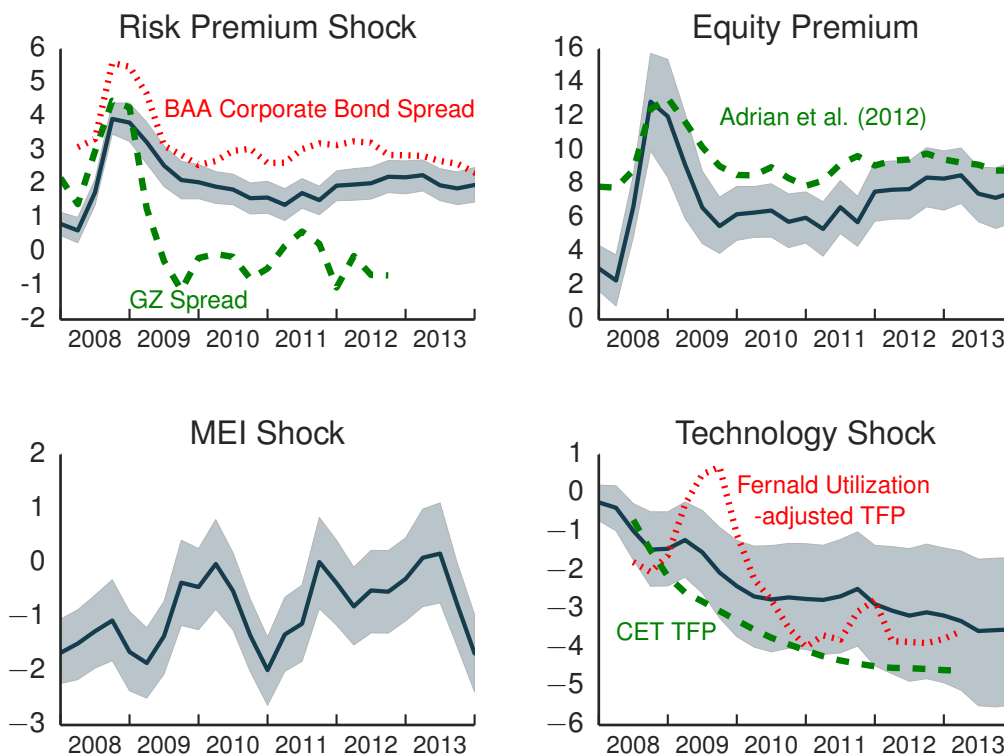 Risk Premium Shock
6
5
4
3
2
1
0
-1
-2
BAA Corporate Bond Spread
GZ Spread
2008 2009 2010 2011 2012 2013
Equity Premium
16
14
12
10
8
6
4
2
0
Adrian et al. (2012)
2008 2009 2010 2011 2012 2013
MEI Shock
2
1
0
−1
−2
−3
2008 2009 2010 2011 2012 2013
Technology Shock
1
0
−1
−2
−3
−4
−5
−6
Fernald Utilization
-adjusted TFP
CET TFP
2008 2009 2010 2011 2012 2013